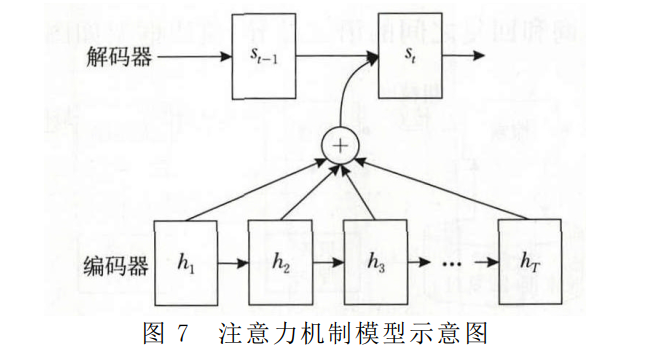 解码器 s_{t-1} s_t
+
编码器 h_1 h_2 h_3 … h_T
图 7 注意力机制模型示意图